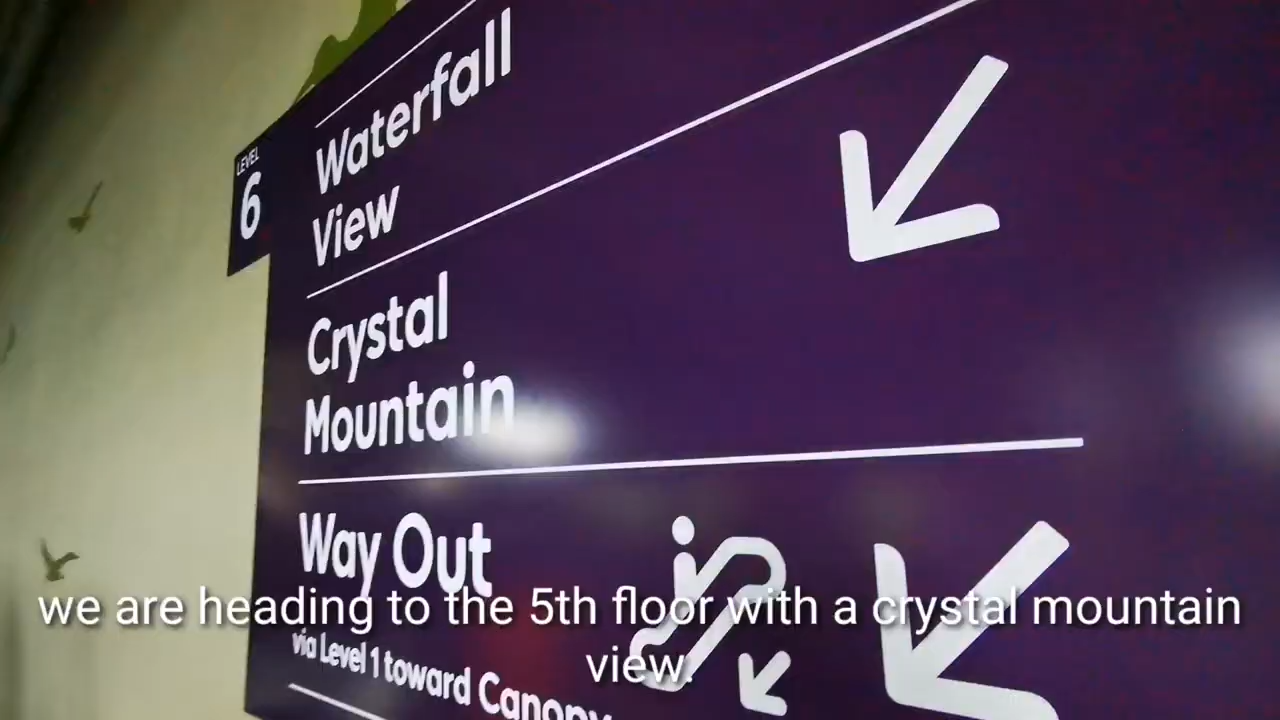 LEVEL
6
Waterfall
View
Crystal
Mountain
Way Out
via Level 1 toward Canopy
we are heading to the 5th floor with a crystal mountain
view.